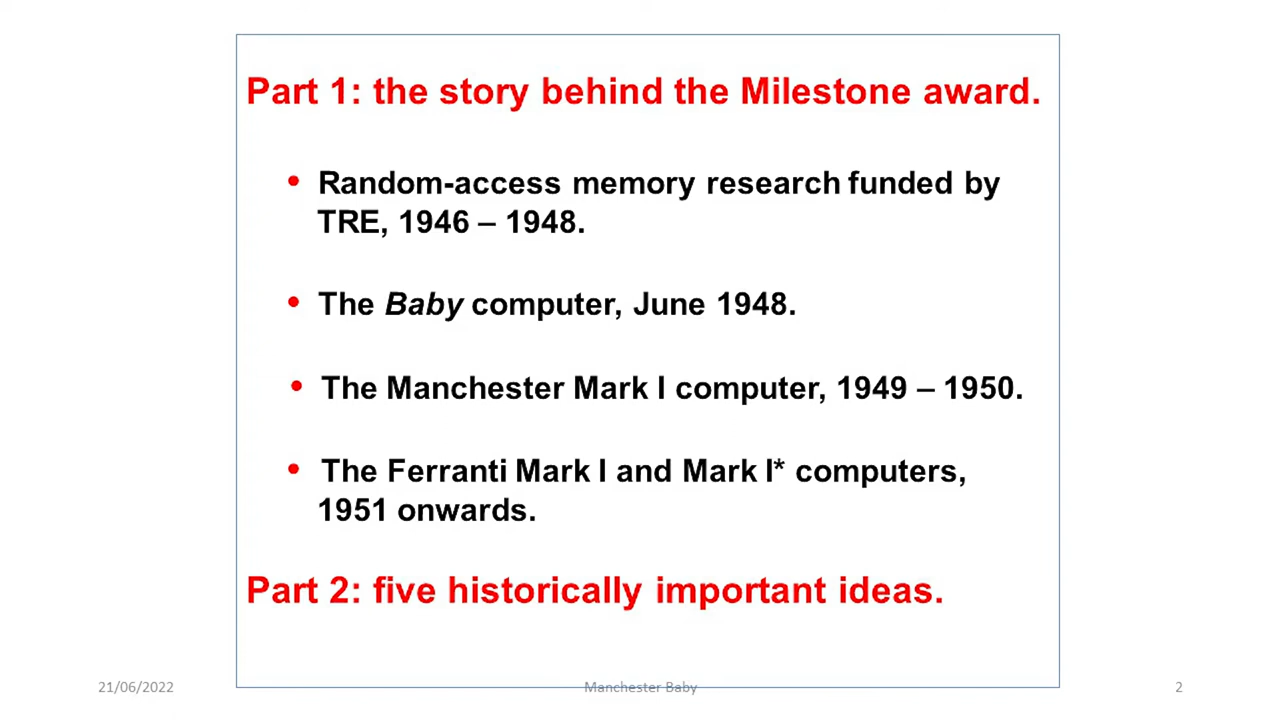 Part 1: the story behind the Milestone award.
• Random-access memory research funded by
TRE, 1946 – 1948.
• The Baby computer, June 1948.
• The Manchester Mark I computer, 1949 – 1950.
• The Ferranti Mark I and Mark I* computers,
1951 onwards.
Part 2: five historically important ideas.
21/06/2022
Manchester Baby
2